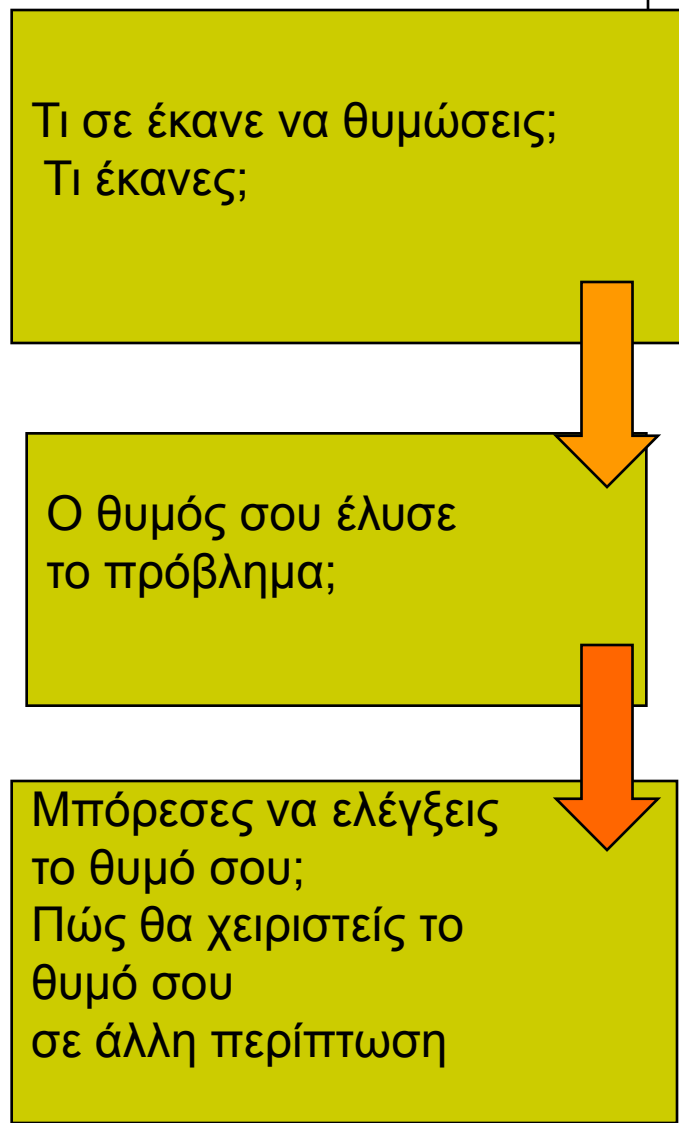 Τι σε έκανε να θυμώσεις;
Τι έκανες;
Ο θυμός σου έλυσε
το πρόβλημα;
Μπόρεσες να ελέγξεις
το θυμό σου;
Πώς θα χειριστείς το
θυμό σου
σε άλλη περίπτωση